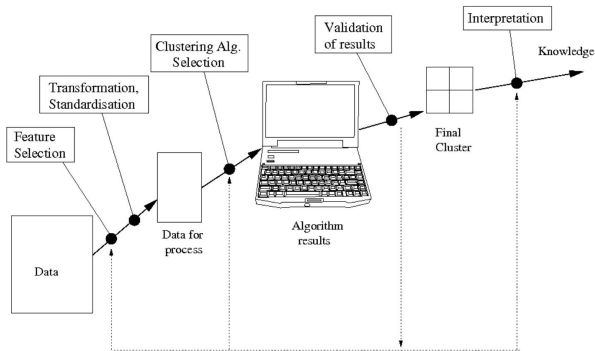 Data
Feature
Selection
Transformation,
Standardisation
Data for
process
Clustering Alg.
Selection
Algorithm
results
Validation
of results
Final
Cluster
Interpretation
Knowledge